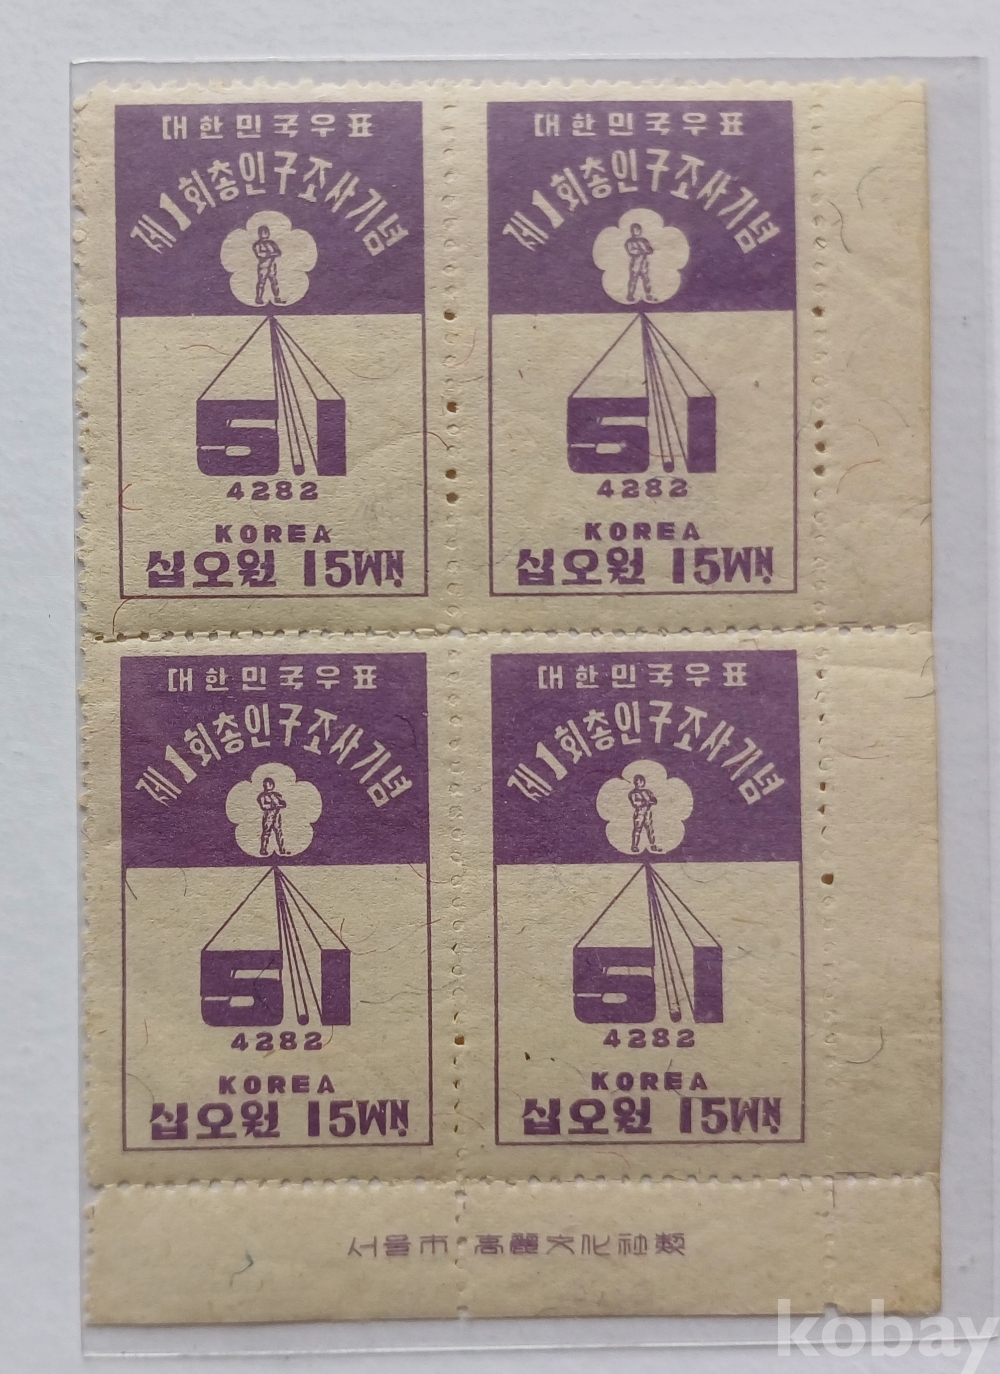 대한민국우표
제1회총인구조사기념
51
4282
KOREA
십오원 15WN
대한민국우표
제1회총인구조사기념
51
4282
KOREA
십오원 15WN
대한민국우표
제1회총인구조사기념
51
4282
KOREA
십오원 15WN
대한민국우표
제1회총인구조사기념
51
4282
KOREA
십오원 15WN
서울市 高麗文化社製
kobay